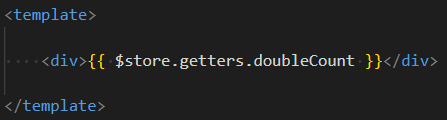 <template>
<div>{{ $store.getters.doubleCount }}</div>
</template>